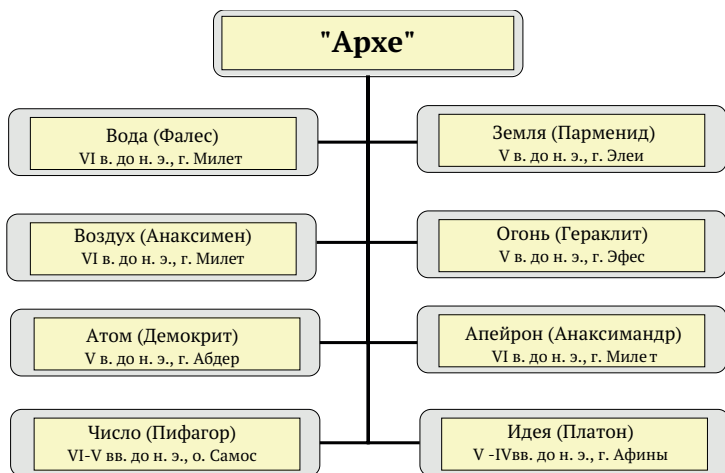 "Архе"
Вода (Фалес)
VI в. до н. э., г. Милет
Земля (Парменид)
V в. до н. э., г. Элеи
Воздух (Анаксимен)
VI в. до н. э., г. Милет
Огонь (Гераклит)
V в. до н. э., г. Эфес
Атом (Демокрит)
V в. до н. э., г. Абдер
Апейрон (Анаксимандр)
VI в. до н. э., г. Милет
Число (Пифагор)
VI-V вв. до н. э., о. Самос
Идея (Платон)
V -IVвв. до н. э., г. Афины